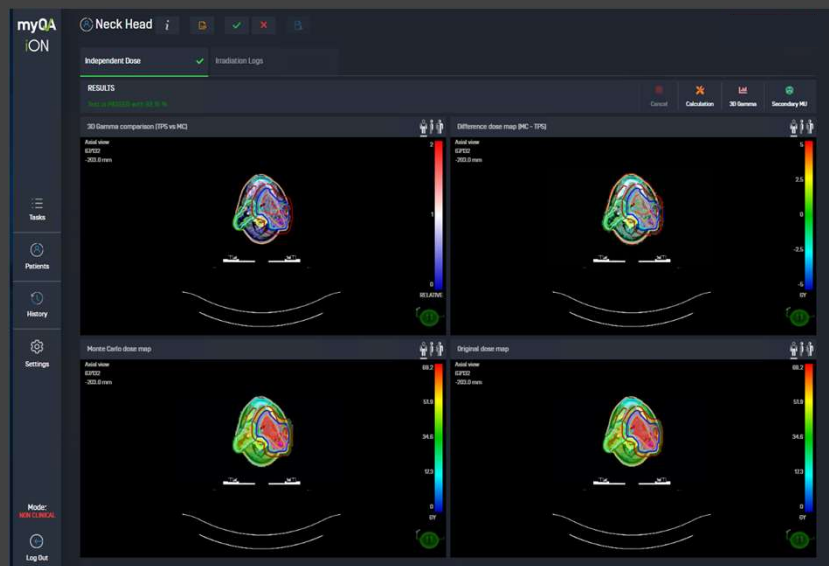 myQA
iON
Neck Head i
Independent Dose
Irradiation Logs
RESULTS
Cancel
Calculation
3D Gamma
Secondary MU
3D Gamma comparison (TPS vs MC)
Axial view
-203.0 mm
2
1
0
RELATIVE
Difference dose map (MC - TPS)
Axial view
-203.0 mm
5
2.5
0
-2.5
-5
GY
Tasks
Patients
History
Settings
Monte Carlo dose map
Axial view
-203.0 mm
69.2
51.9
34.6
17.3
0
GY
Original dose map
Axial view
-203.0 mm
69.2
51.9
34.6
17.3
0
GY
Mode:
NON CLINICAL
Log Out